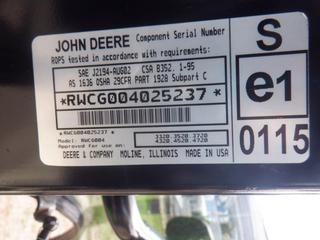 JOHN DEERE Component Serial Number
ROPS tested in accordance with requirements:
SAE J2194-AUG02 CSA B352. 1-95
AS 1636 OSHA 29CFR PART 1928 Subpart C
*RWCG004025237*
*RWCG004025237
Model: RWCG004
Approved for use on:
3320.3520.3720
4320.4520.4720
DEERE & COMPANY MOLINE, ILLINOIS MADE IN USA
S
e1
0115